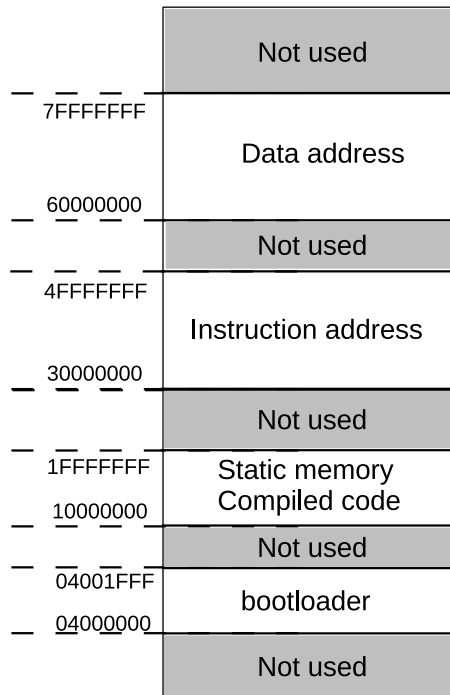 Not used
7FFFFFFF
Data address
60000000
Not used
4FFFFFFF
Instruction address
30000000
Not used
1FFFFFFF
Static memory
Compiled code
10000000
Not used
04001FFF
bootloader
04000000
Not used